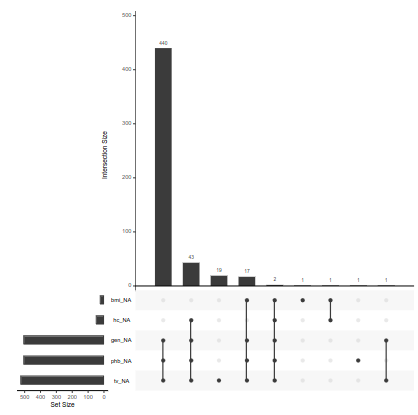 500
440
400
Intersection Size
300
200
100
43
19
17
2
1
1
1
1
0
bmi_NA
hc_NA
gen_NA
phb_NA
tv_NA
500 400 300 200 100 0
Set Size